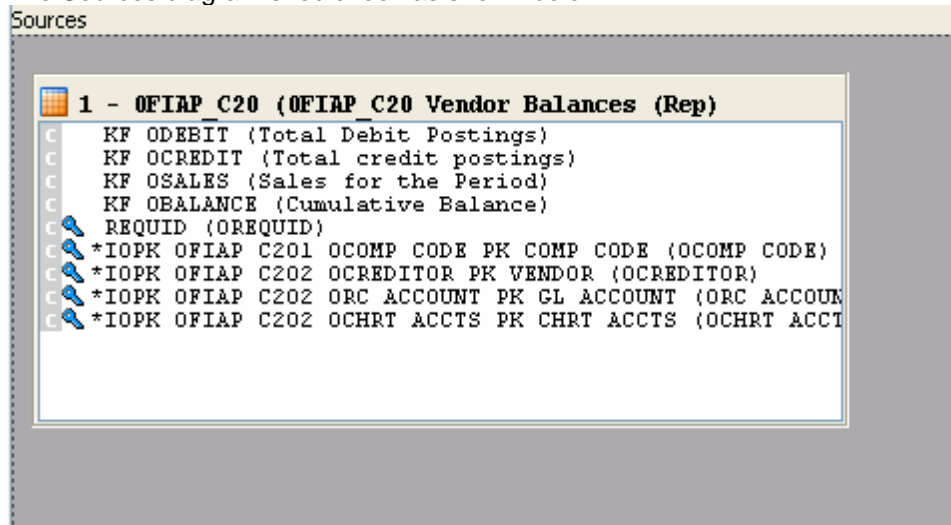 Sources
1 - 0FIAP_C20 (0FIAP_C20 Vendor Balances (Rep)
C KF 0DEBIT (Total Debit Postings)
C KF 0CREDIT (Total credit postings)
C KF 0SALES (Sales for the Period)
C KF 0BALANCE (Cumulative Balance)
C REQUID (0REQUID)
C *IOPK 0FIAP C201 0COMP CODE PK COMP CODE (0COMP CODE)
C *IOPK 0FIAP C202 0CREDITOR PK VENDOR (0CREDITOR)
C *IOPK 0FIAP C202 0RC ACCOUNT PK GL ACCOUNT (0RC ACCOUN
C *IOPK 0FIAP C202 0CHRT ACCTS PK CHRT ACCTS (0CHRT ACCT